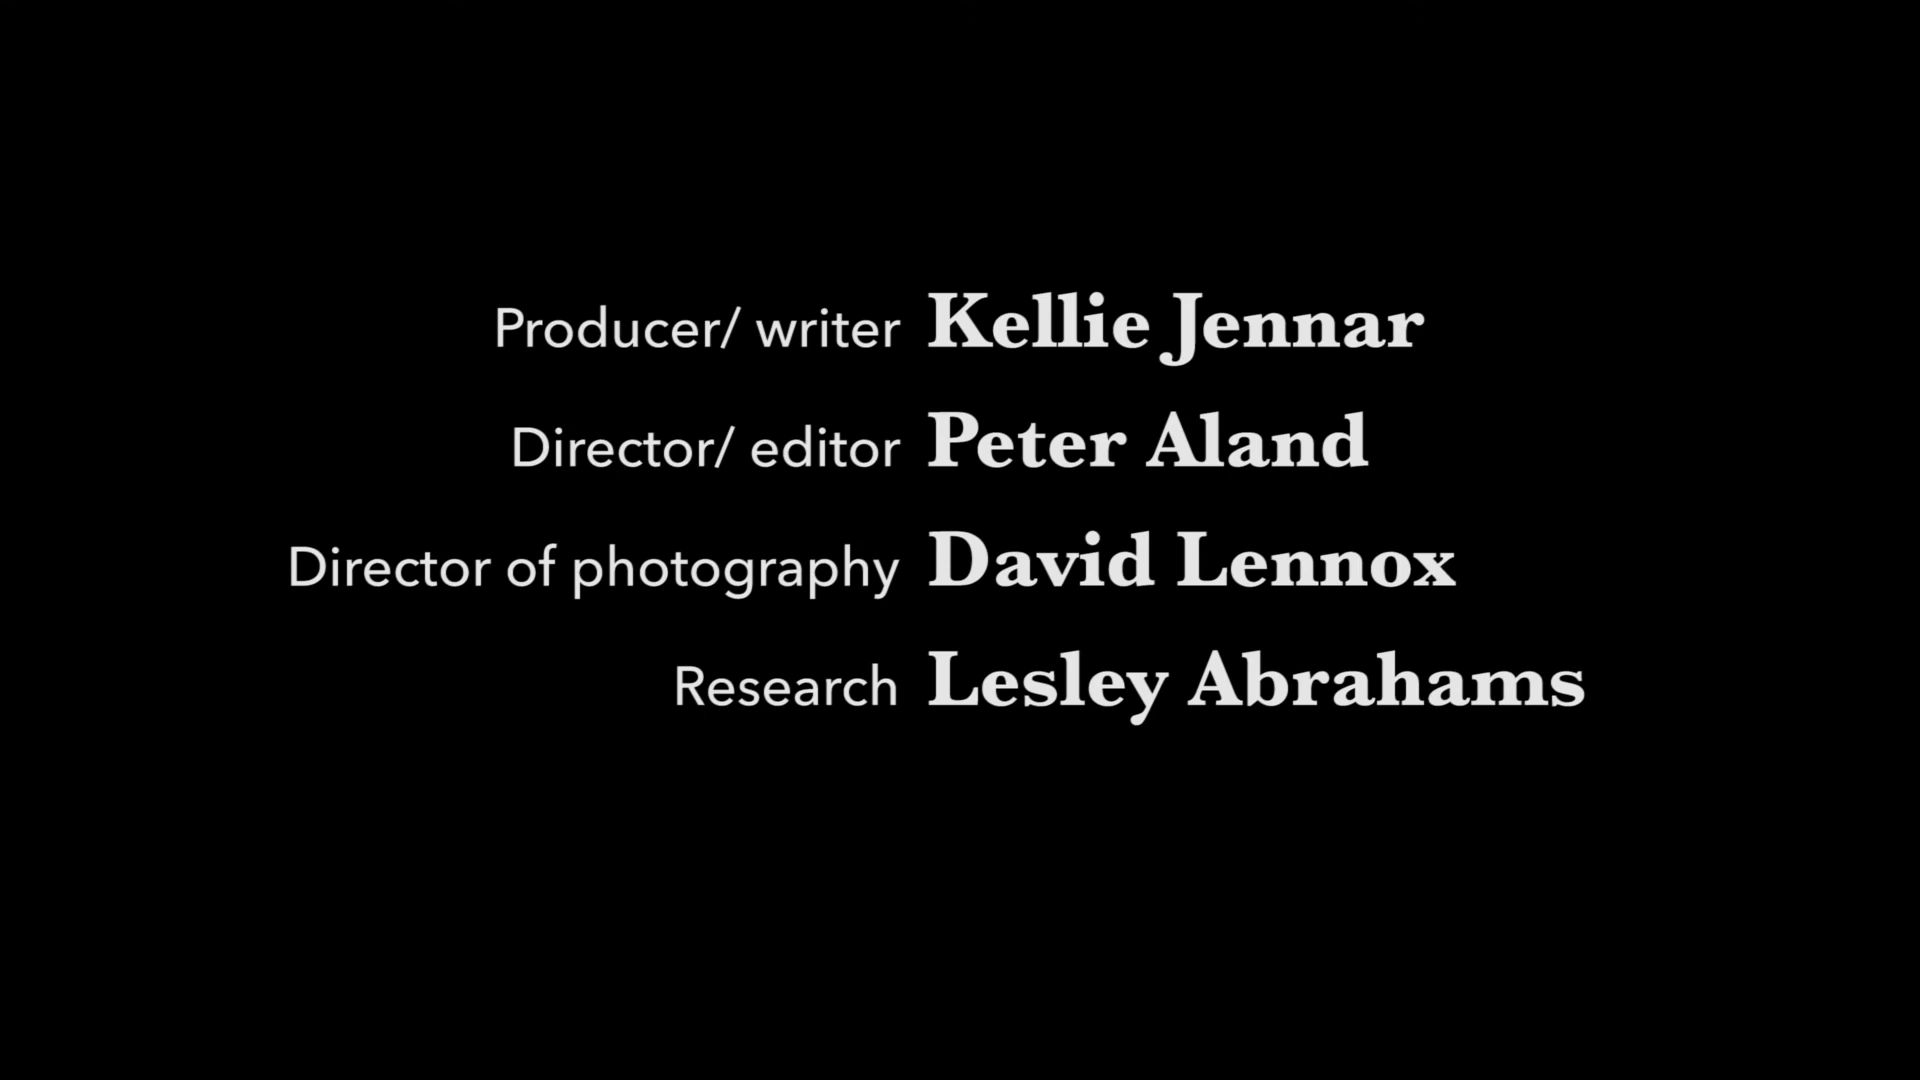 Producer/ writer Kellie Jennar
Director/ editor Peter Aland
Director of photography David Lennox
Research Lesley Abrahams